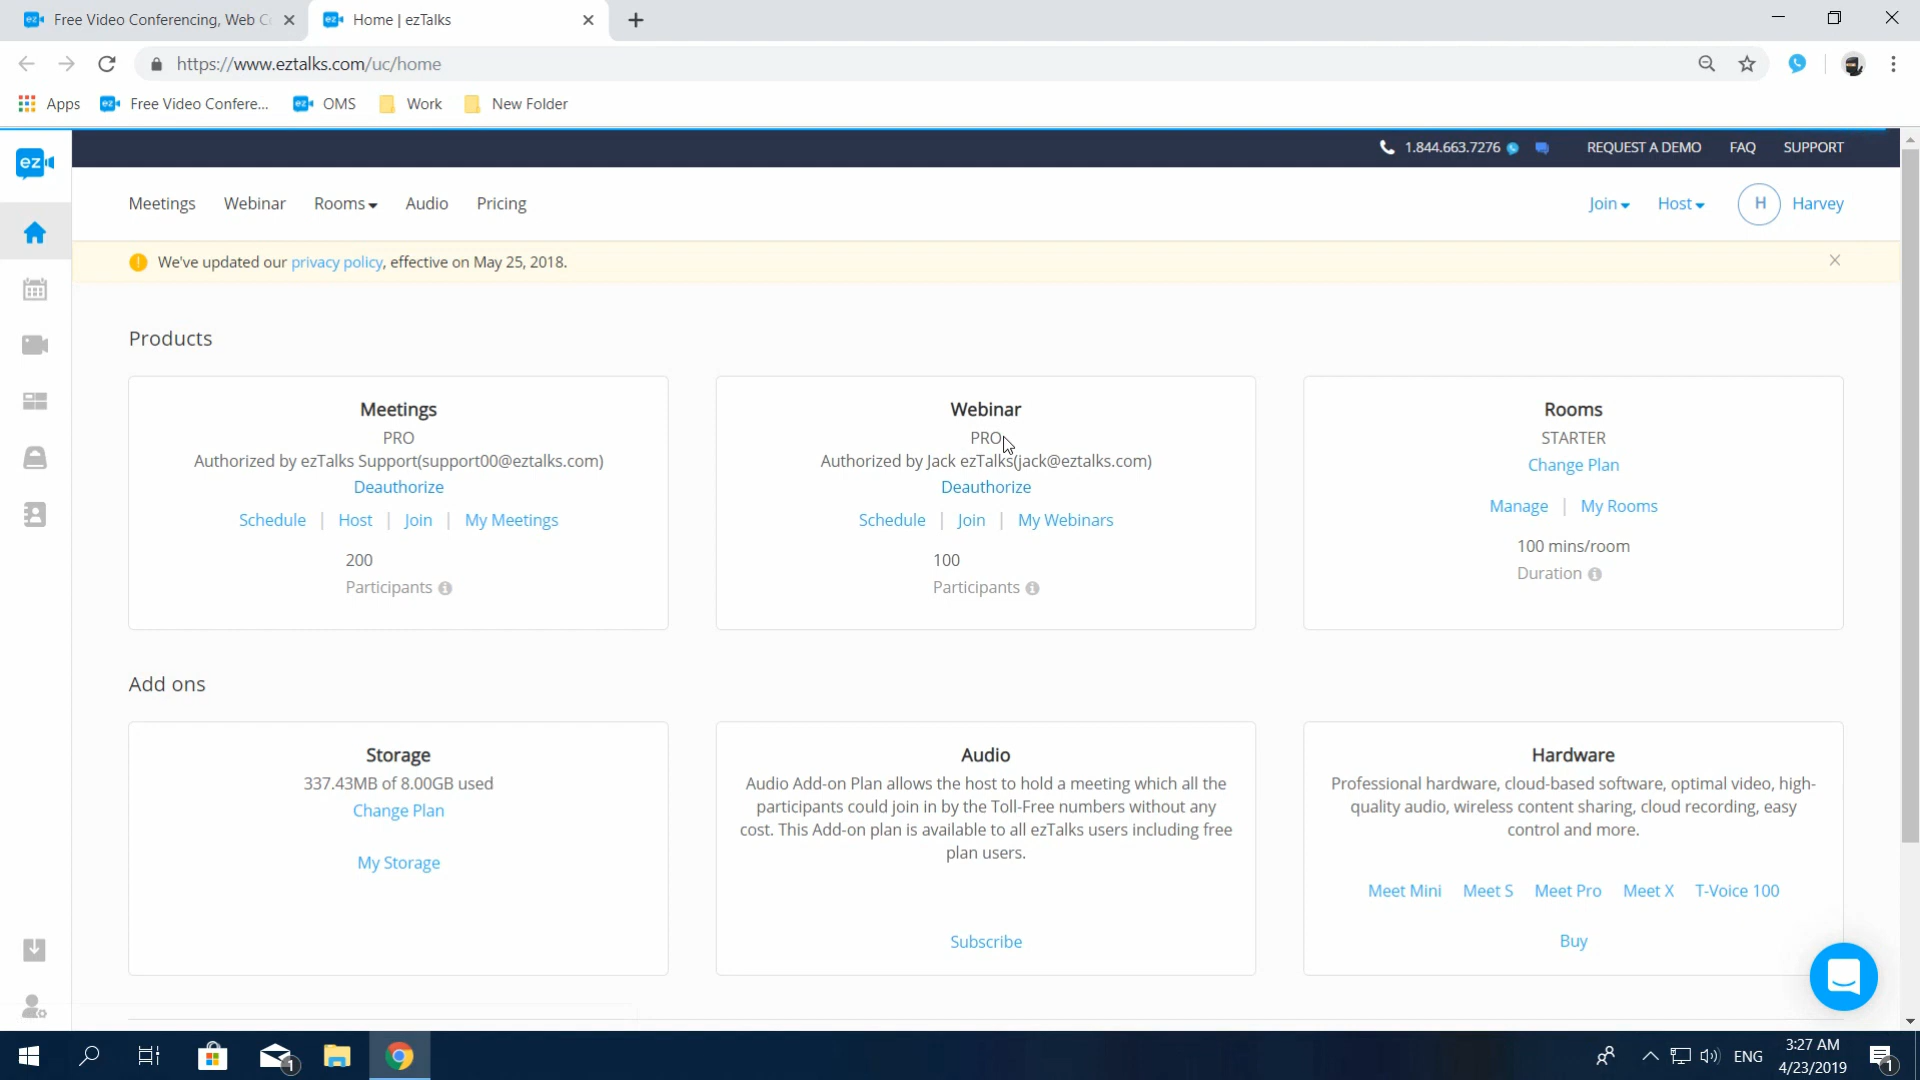 Free Video Conferencing, Web C
Home | ezTalks
https://www.eztalks.com/uc/home
Apps
Free Video Confere...
OMS
Work
New Folder
ez
1.844.663.7276
REQUEST A DEMO
FAQ
SUPPORT
Meetings
Webinar
Rooms
Audio
Pricing
Join
Host
H
Harvey
We've updated our privacy policy, effective on May 25, 2018.
Products
Meetings
PRO
Authorized by ezTalks Support(support00@eztalks.com)
Deauthorize
Schedule | Host | Join | My Meetings
200
Participants
Webinar
PRO
Authorized by Jack ezTalks(jack@eztalks.com)
Deauthorize
Schedule | Join | My Webinars
100
Participants
Rooms
STARTER
Change Plan
Manage | My Rooms
100 mins/room
Duration
Add ons
Storage
337.43MB of 8.00GB used
Change Plan
My Storage
Audio
Audio Add-on Plan allows the host to hold a meeting which all the
participants could join in by the Toll-Free numbers without any
cost. This Add-on plan is available to all ezTalks users including free
plan users.
Subscribe
Hardware
Professional hardware, cloud-based software, optimal video, high-
quality audio, wireless content sharing, cloud recording, easy
control and more.
Meet Mini Meet S Meet Pro Meet X T-Voice 100
Buy
1
ENG
3:27 AM
4/23/2019
1